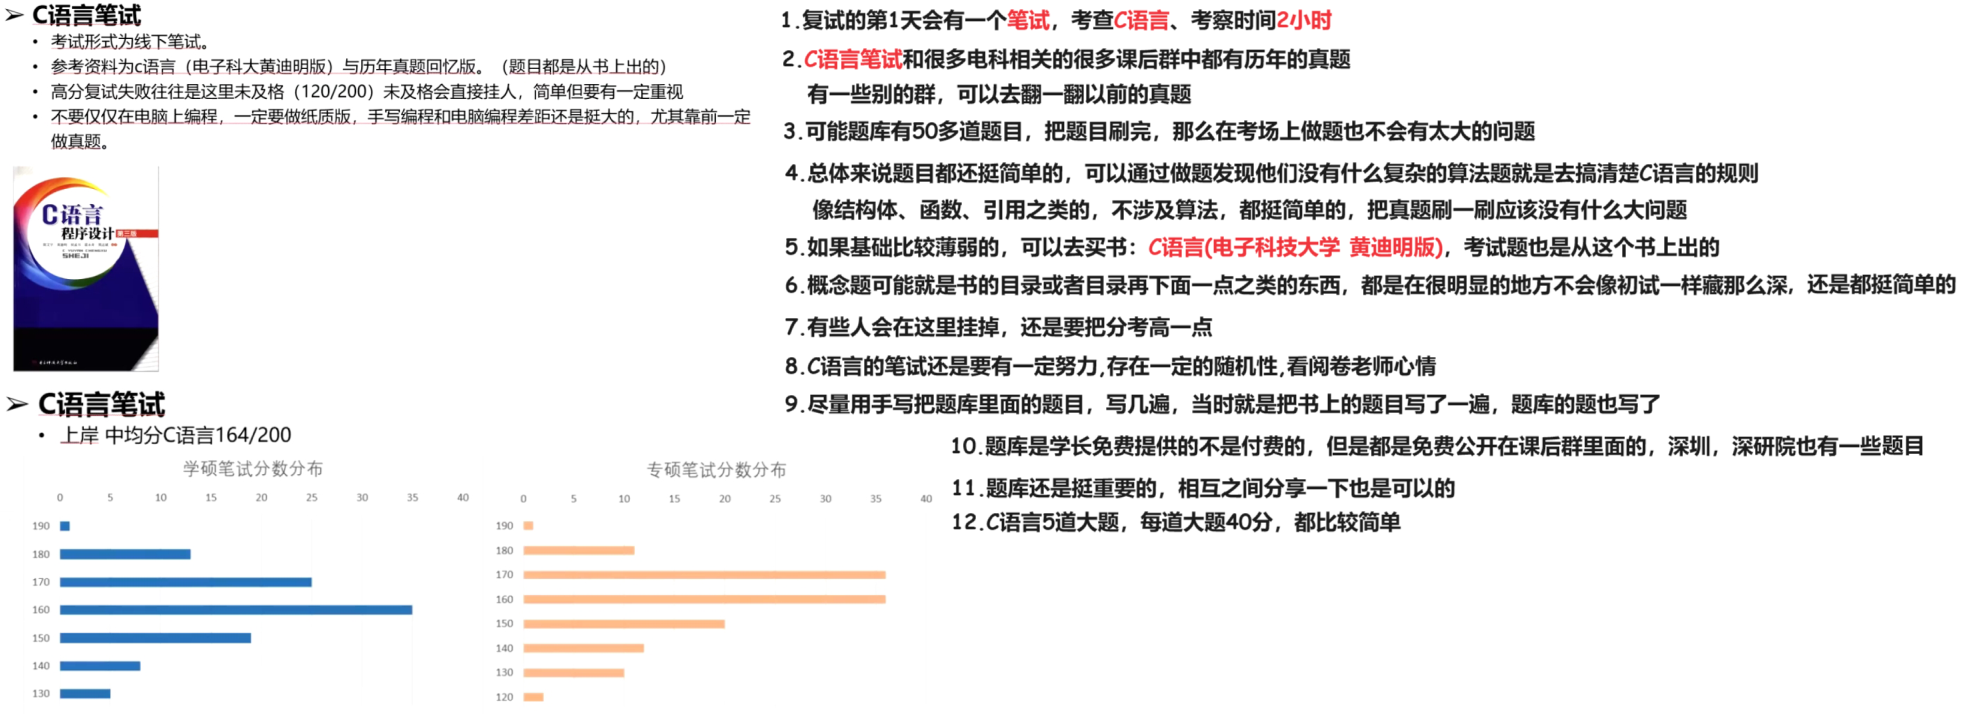 ➢ C语言笔试
• 考试形式为线下笔试。
• 参考资料为c语言（电子科大黄迪明版）与历年真题回忆版。（题目都是从书上出的）
• 高分复试失败往往是这里未及格（120/200）未及格会直接挂人，简单但要有一定重视
• 不要仅仅在电脑上编程，一定要做纸质版，手写编程和电脑编程差距还是挺大的，尤其靠前一定
做真题。
C语言
程序设计
第三版
SHEJI
➢ C语言笔试
• 上岸 中均分C语言164/200
学硕笔试分数分布
0 5 10 15 20 25 30 35 40
190
180
170
160
150
140
130
专硕笔试分数分布
0 5 10 15 20 25 30 35 40
190
180
170
160
150
140
130
120
1.复试的第1天会有一个笔试，考查C语言、考察时间2小时
2.C语言笔试和很多电科相关的很多课后群中都有历年的真题
有一些别的群，可以去翻一翻以前的真题
3.可能题库有50多道题目，把题目刷完，那么在考场上做题也不会有太大的问题
4.总体来说题目都还挺简单的，可以通过做题发现他们没有什么复杂的算法题就是去搞清楚C语言的规则
像结构体、函数、引用之类的，不涉及算法，都挺简单的，把真题刷一刷应该没有什么大问题
5.如果基础比较薄弱的，可以去买书：C语言(电子科技大学 黄迪明版)，考试题也是从这个书上出的
6.概念题可能就是书的目录或者目录再下面一点之类的东西，都是在很明显的地方不会像初试一样藏那么深，还是都挺简单的
7.有些人会在这里挂掉，还是要把分考高一点
8.C语言的笔试还是要有一定努力,存在一定的随机性,看阅卷老师心情
9.尽量用手写把题库里面的题目，写几遍，当时就是把书上的题目写了一遍，题库的题也写了
10.题库是学长免费提供的不是付费的，但是都是免费公开在课后群里面的，深圳，深研院也有一些题目
11.题库还是挺重要的，相互之间分享一下也是可以的
12.C语言5道大题，每道大题40分，都比较简单